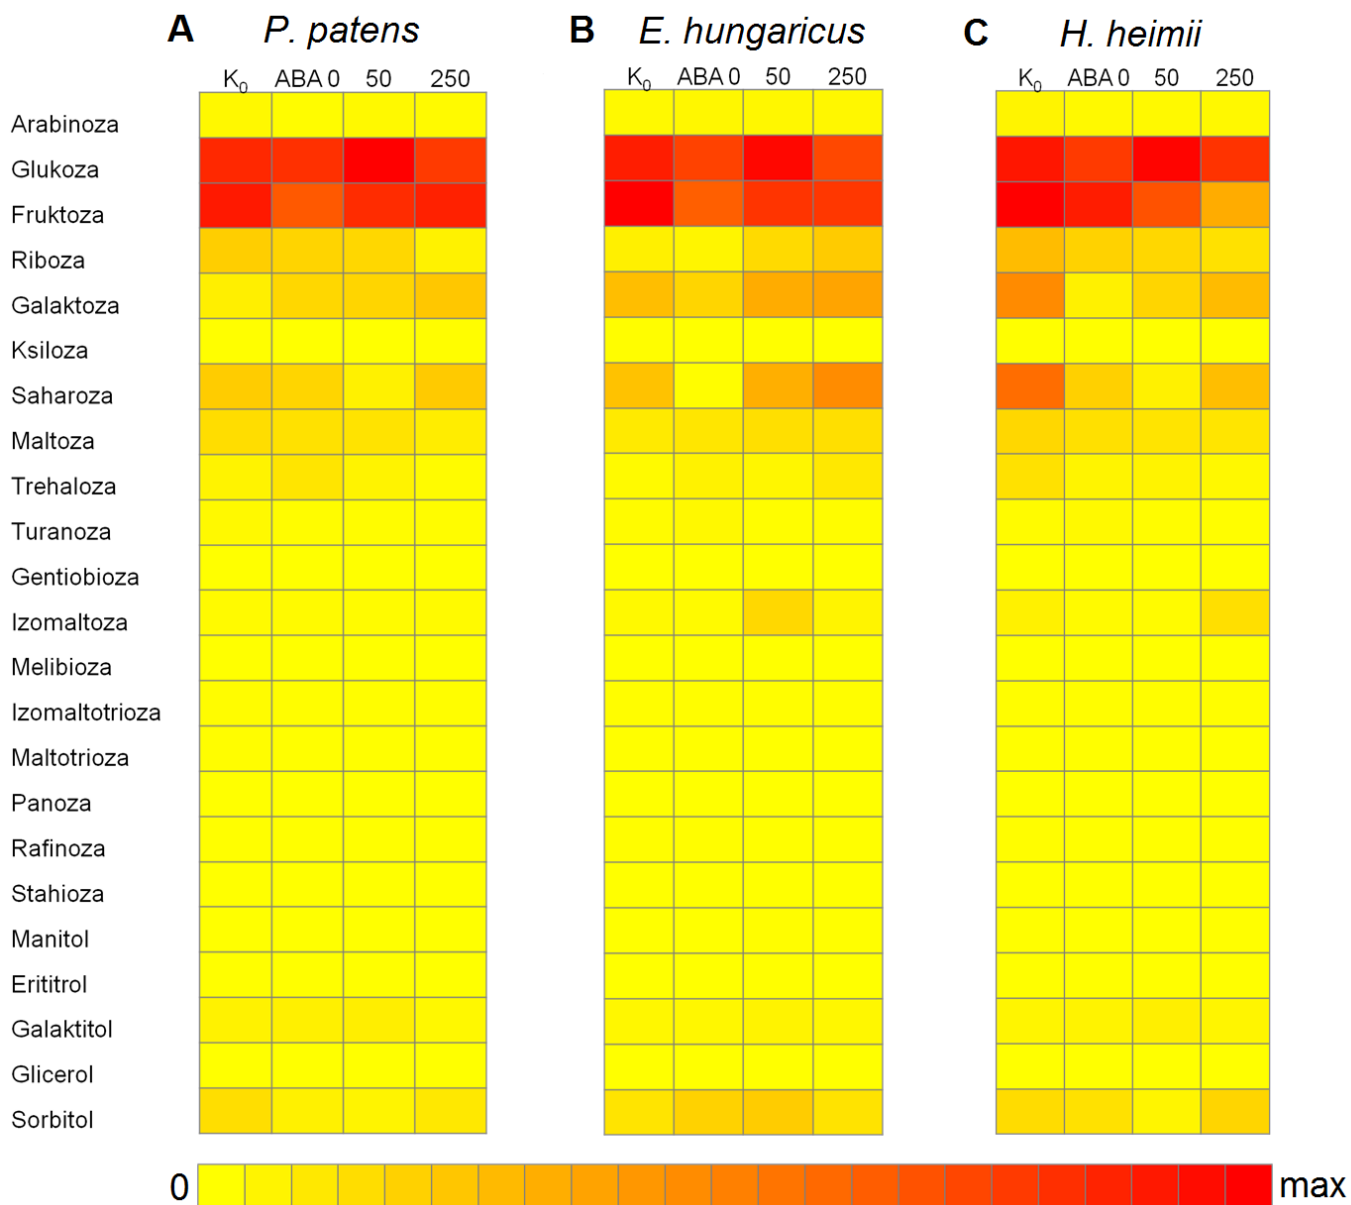 A P. patens B E. hungaricus C H. heimii
K0 ABA 0 50 250 K0 ABA 0 50 250 K0 ABA 0 50 250
Arabinoza
Glukoza
Fruktoza
Riboza
Galaktoza
Ksiloza
Saharoza
Maltoza
Trehaloza
Turanoza
Gentiobioza
Izomaltoza
Melibioza
Izomaltotrioza
Maltotrioza
Panoza
Rafinoza
Stahioza
Manitol
Erititrol
Galaktitol
Glicerol
Sorbitol
0 max